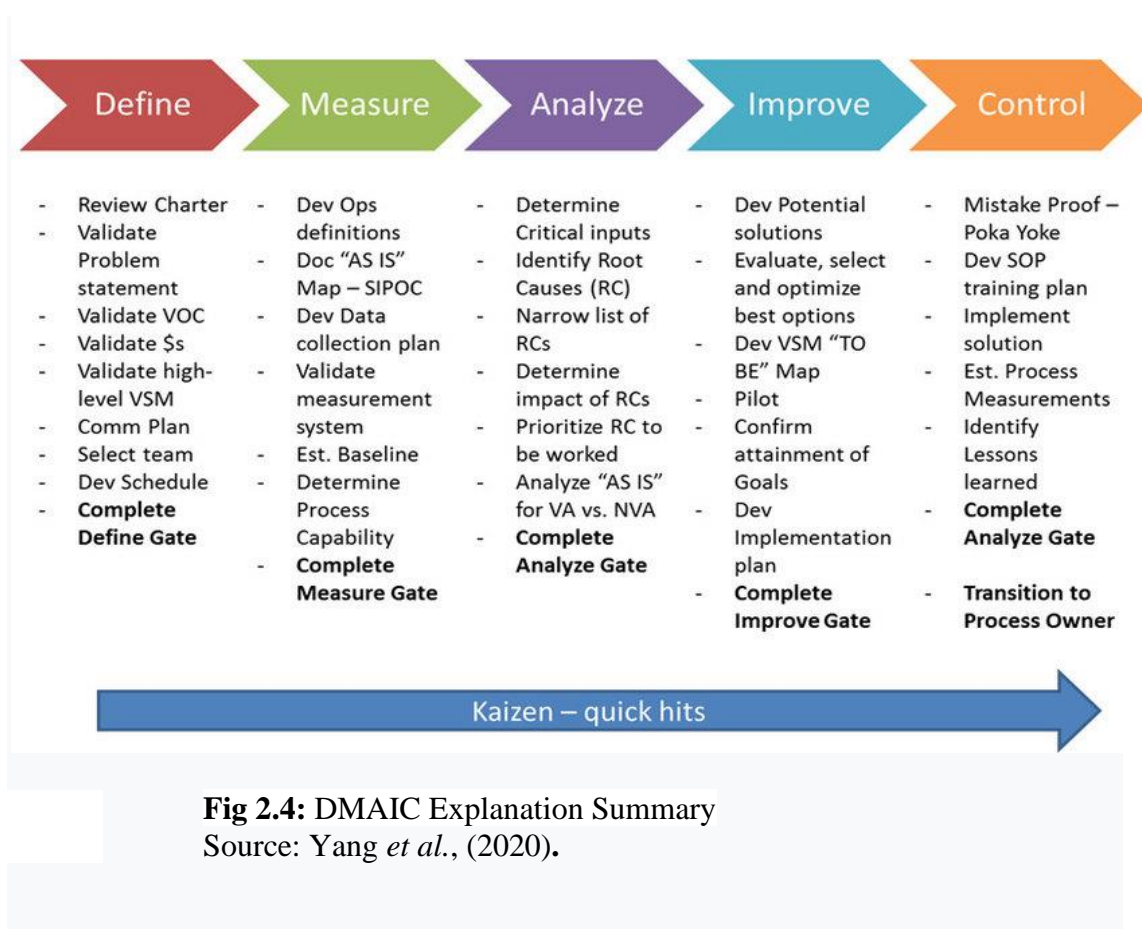 Define
Measure
Analyze
Improve
Control
- Review Charter
- Validate
Problem
statement
- Validate VOC
- Validate $s
- Validate high-
level VSM
- Comm Plan
- Select team
- Dev Schedule
- Complete
Define Gate
- Dev Ops
definitions
- Doc “AS IS”
Map – SIPOC
- Dev Data
collection plan
- Validate
measurement
system
- Est. Baseline
- Determine
Process
Capability
- Complete
Measure Gate
- Determine
Critical inputs
- Identify Root
Causes (RC)
- Narrow list of
RCs
- Determine
impact of RCs
- Prioritize RC to
be worked
- Analyze “AS IS”
for VA vs. NVA
- Complete
Analyze Gate
- Dev Potential
solutions
- Evaluate, select
and optimize
best options
- Dev VSM “TO
BE” Map
- Pilot
- Confirm
attainment of
Goals
- Dev
Implementation
plan
- Complete
Improve Gate
- Mistake Proof –
Poka Yoke
- Dev SOP
training plan
- Implement
solution
- Est. Process
Measurements
- Identify
Lessons
learned
- Complete
Analyze Gate
- Transition to
Process Owner
Kaizen – quick hits
Fig 2.4: DMAIC Explanation Summary
Source: Yang et al., (2020).